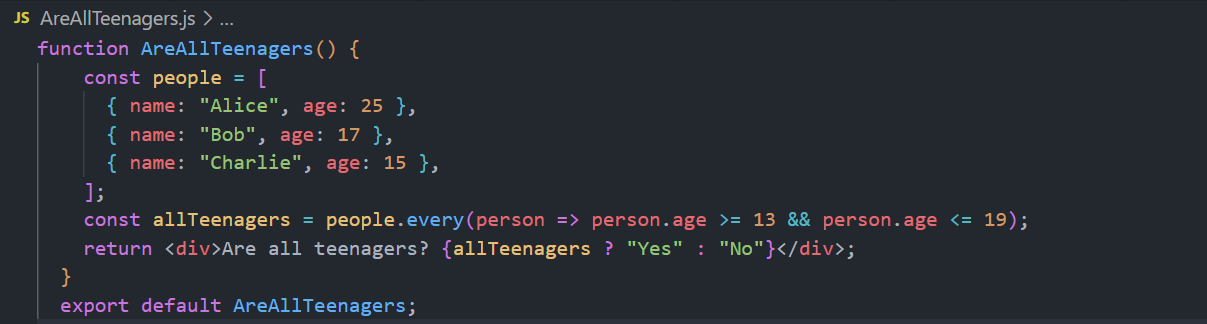 JS AreAllTeenagers.js > ...
function AreAllTeenagers() {
    const people = [
      { name: "Alice", age: 25 },
      { name: "Bob", age: 17 },
      { name: "Charlie", age: 15 },
    ];
    const allTeenagers = people.every(person => person.age >= 13 && person.age <= 19);
    return <div>Are all teenagers? {allTeenagers ? "Yes" : "No"}</div>;
  }
  export default AreAllTeenagers;